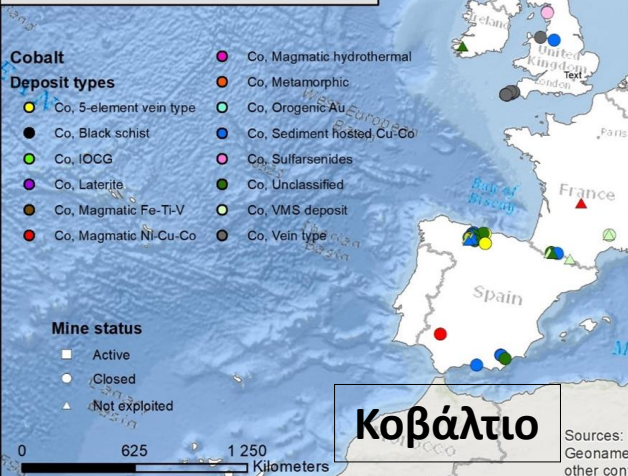 Cobalt
Deposit types
Co, 5-element vein type
Co, Black schist
Co, IOCG
Co, Laterite
Co, Magmatic Fe-Ti-V
Co, Magmatic Ni-Cu-Co
Co, Magmatic hydrothermal
Co, Metamorphic
Co, Orogenic Au
Co, Sediment hosted Cu-Co
Co, Sulfarsenides
Co, Unclassified
Co, VMS deposit
Co, Vein type
Mine status
Active
Closed
Not exploited
0 625 1 250
Kilometers
Ireland
United
Kingdom
Text
London
Paris
France
Bay of
Biscay
Spain
West European
Κοβάλτιο
Sources: